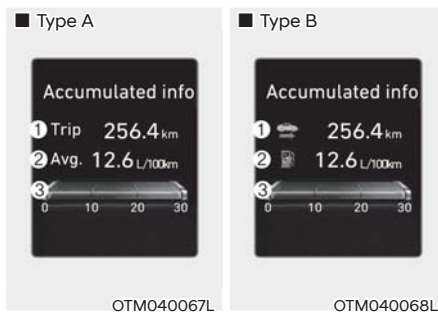 ■ Type A
Accumulated info
① Trip 256.4 km
② Avg. 12.6 L/100km
③
0 10 20 30
OTM040067L
■ Type B
Accumulated info
① 256.4 km
② 12.6 L/100km
③
0 10 20 30
OTM040068L